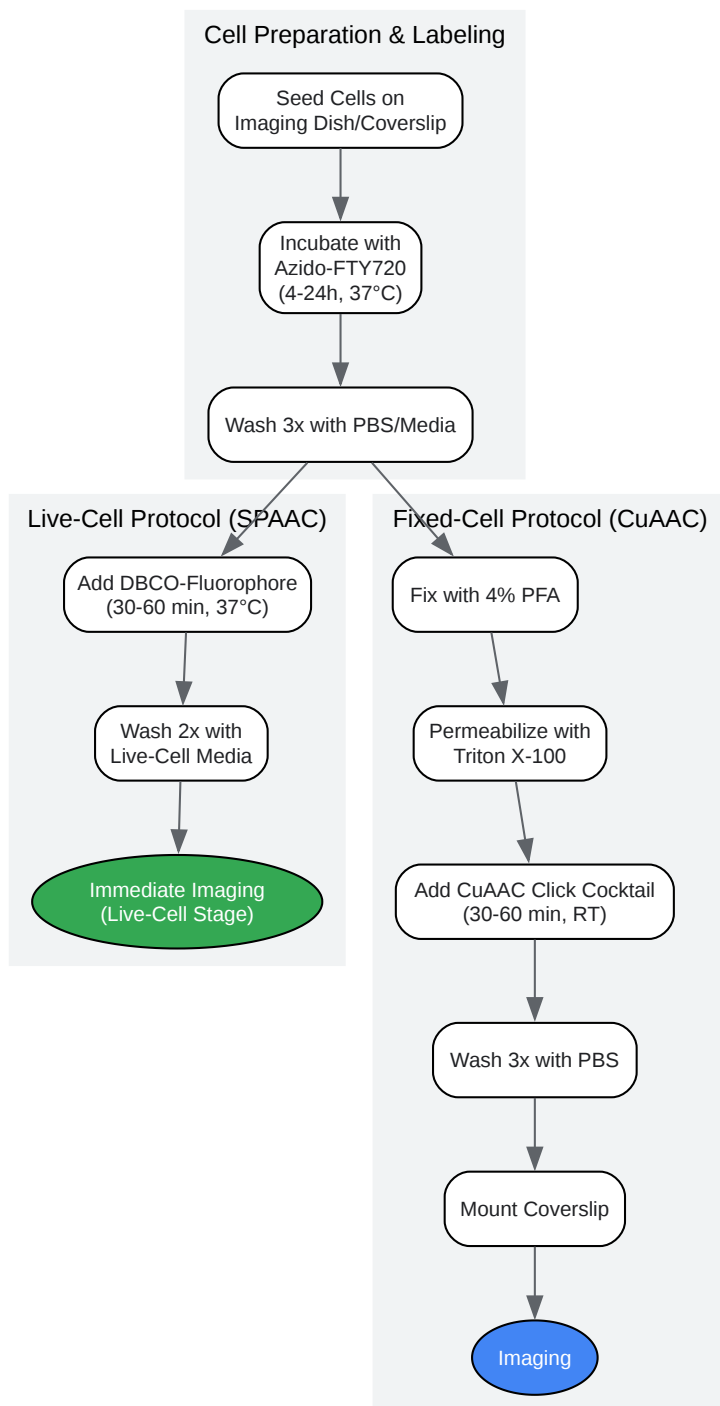 Cell Preparation & Labeling
Seed Cells on
Imaging Dish/Coverslip
Incubate with
Azido-FTY720
(4-24h, 37°C)
Wash 3x with PBS/Media
Live-Cell Protocol (SPAAC)
Add DBCO-Fluorophore
(30-60 min, 37°C)
Wash 2x with
Live-Cell Media
Immediate Imaging
(Live-Cell Stage)
Fixed-Cell Protocol (CuAAC)
Fix with 4% PFA
Permeabilize with
Triton X-100
Add CuAAC Click Cocktail
(30-60 min, RT)
Wash 3x with PBS
Mount Coverslip
Imaging